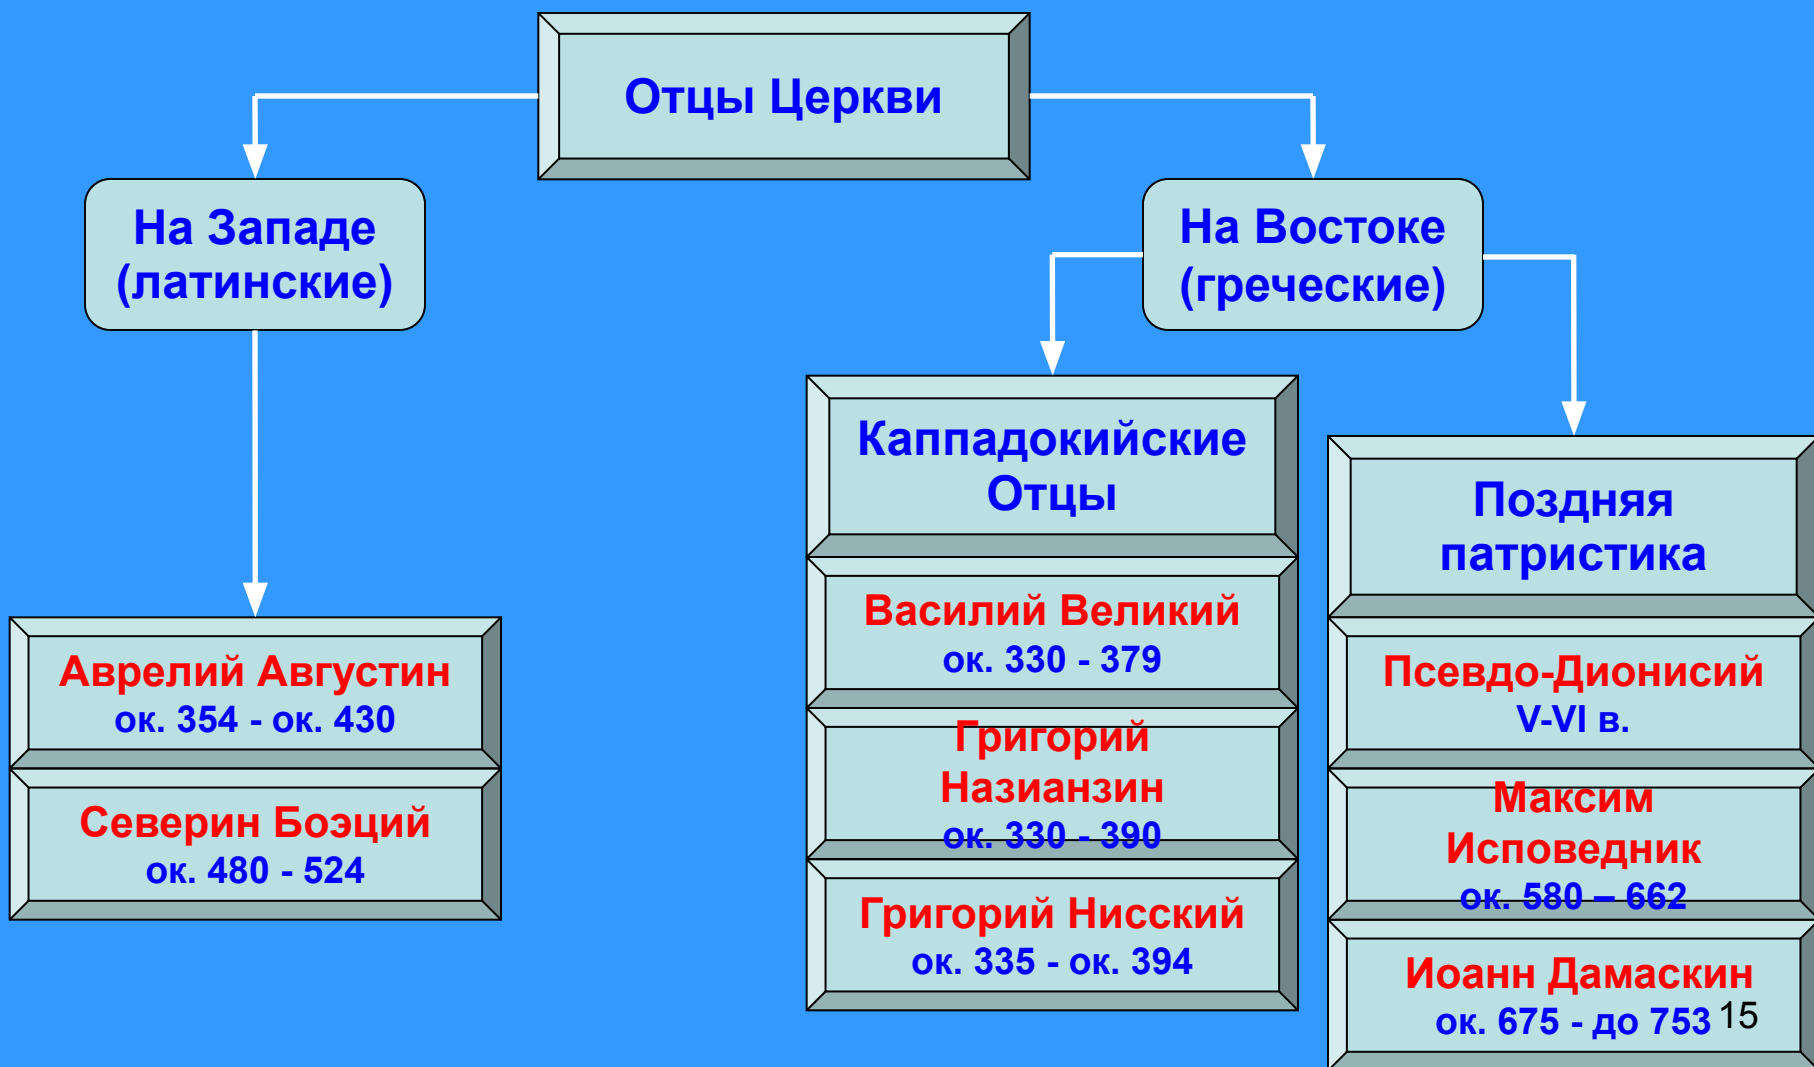 Отцы Церкви
На Западе
(латинские)
Аврелий Августин
ок. 354 - ок. 430
Северин Боэций
ок. 480 - 524
На Востоке
(греческие)
Каппадокийские
Отцы
Василий Великий
ок. 330 - 379
Григорий
Назианзин
ок. 330 - 390
Григорий Нисский
ок. 335 - ок. 394
Поздняя
патристика
Псевдо-Дионисий
V-VI в.
Максим
Исповедник
ок. 580 – 662
Иоанн Дамаскин
ок. 675 - до 753
15